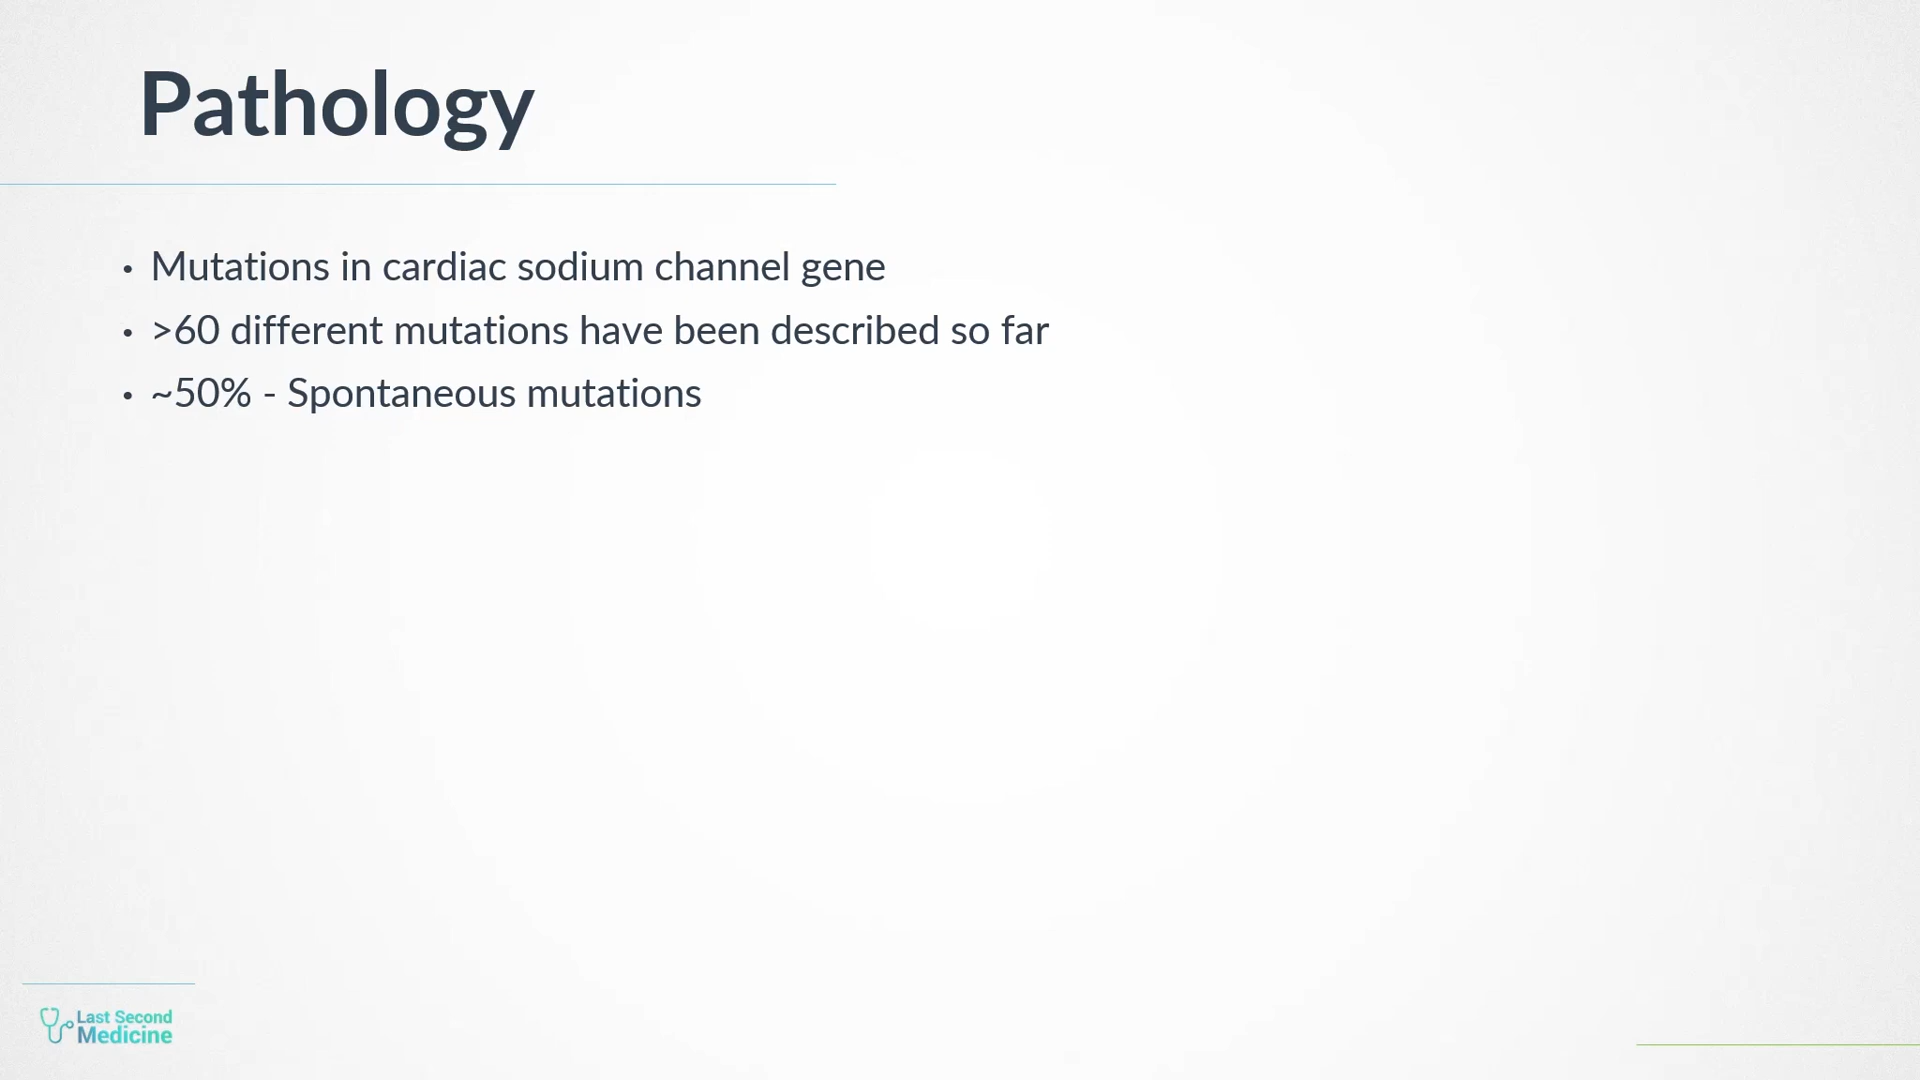 Pathology
• Mutations in cardiac sodium channel gene
• >60 different mutations have been described so far
• ~50% - Spontaneous mutations
Last Second
Medicine